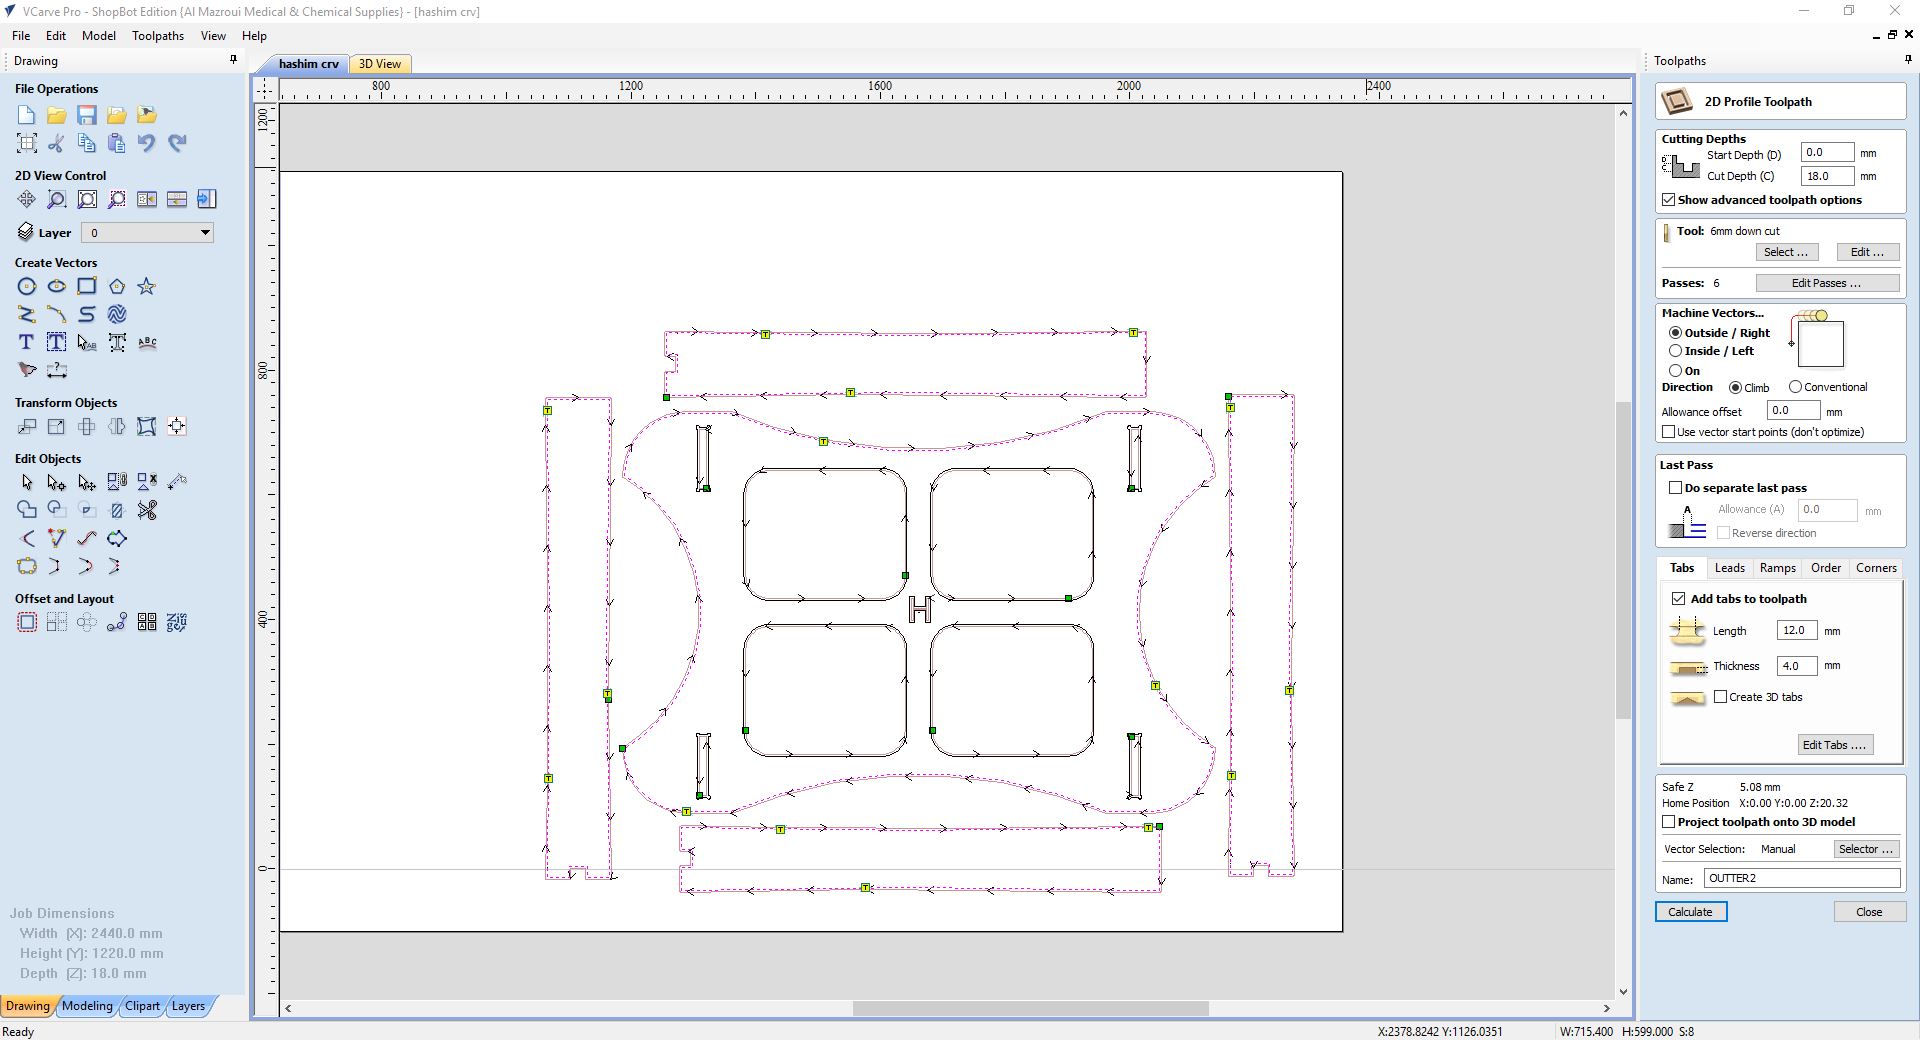 VCarve Pro - ShopBot Edition {Al Mazroui Medical & Chemical Supplies} - [hashim crv]
File Edit Model Toolpaths View Help
Drawing
File Operations
2D View Control
Layer 0
Create Vectors
Transform Objects
Edit Objects
Offset and Layout
Job Dimensions
Width (X): 2440.0 mm
Height (Y): 1220.0 mm
Depth (Z): 18.0 mm
Drawing Modeling Clipart Layers
Ready
hashim crv 3D View
800 1200 1600 2000 2400
1200
800
400
0
T T
T
T T
T
T T
T T
T T
T
T T
T
H
Toolpaths
2D Profile Toolpath
Cutting Depths
Start Depth (D) 0.0 mm
Cut Depth (C) 18.0 mm
Show advanced toolpath options
Tool: 6mm down cut
Select ... Edit ...
Passes: 6 Edit Passes ...
Machine Vectors...
Outside / Right
Inside / Left
On
Direction Climb Conventional
Allowance offset 0.0 mm
Use vector start points (don't optimize)
Last Pass
Do separate last pass
A Allowance (A) 0.0 mm
Reverse direction
Tabs Leads Ramps Order Corners
Add tabs to toolpath
Length 12.0 mm
Thickness 4.0 mm
Create 3D tabs
Edit Tabs ....
Safe Z 5.08 mm
Home Position X:0.00 Y:0.00 Z:20.32
Project toolpath onto 3D model
Vector Selection: Manual Selector ...
Name: OUTTER2
Calculate Close
X:2378.8242 Y:1126.0351 W:715.400 H:599.000 S:8